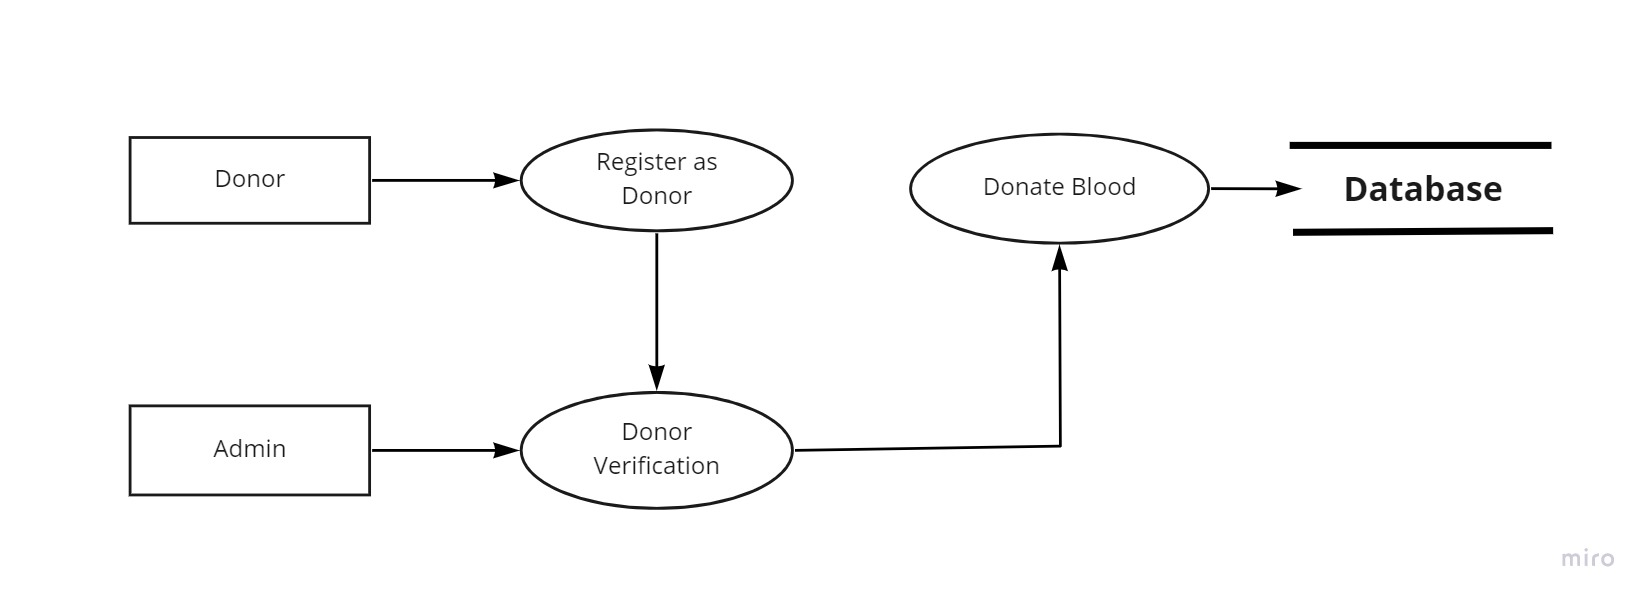 Donor
Register as
Donor
Donate Blood
Database
Admin
Donor
Verification
miro